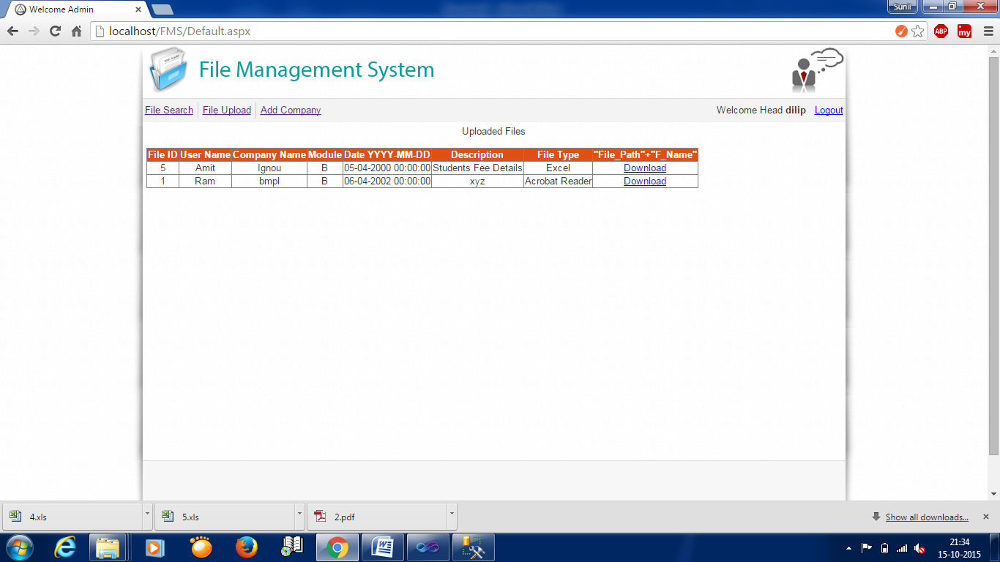 Welcome Admin
Sunil
localhost/FMS/Default.aspx
ABP
my
File Management System
File Search File Upload Add Company Welcome Head dilip Logout
Uploaded Files
File ID User Name Company Name Module Date YYYY-MM-DD Description File Type "File_Path"+"F_Name"
5 Amit Ignou B 05-04-2000 00:00:00 Students Fee Details Excel Download
1 Ram bmpl B 06-04-2002 00:00:00 xyz Acrobat Reader Download
4.xls 5.xls 2.pdf Show all downloads...
21:34
15-10-2015